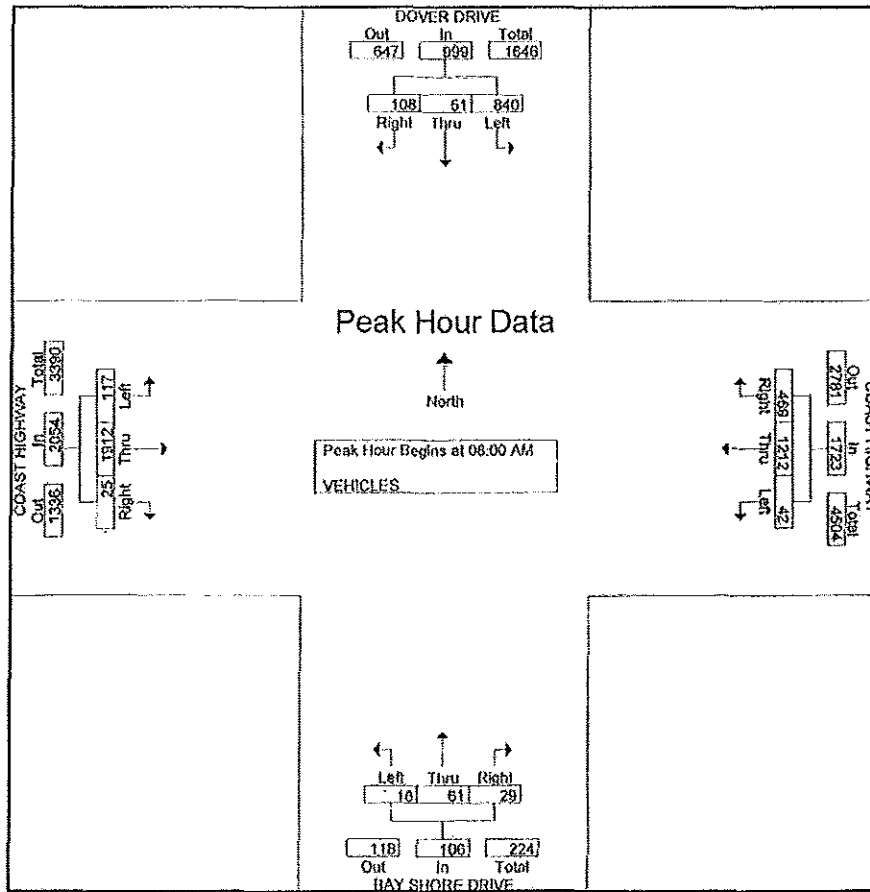 DOVER DRIVE
Out In Total
647 999 1646
108 51 840
Right Thru Left
Peak Hour Data
North
Peak Hour Begins at AM
VEHICLES
COAST HIGHWAY
Out In Total
1336 2054 3390
25 1912 117
Right Thru Left
COAST HIGHWAY
Out In Total
2781 1723 4504
469 1212 42
Right Thru Left
Left Thru Right
16 61 29
118 106 224
Out In Total
BAY SHORE DRIVE